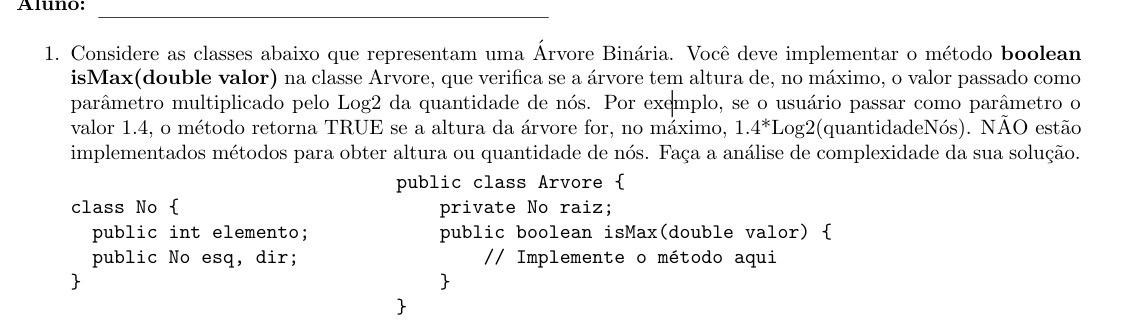 Aluno:
1. Considere as classes abaixo que representam uma Árvore Binária. Você deve implementar o método boolean
isMax(double valor) na classe Arvore, que verifica se a árvore tem altura de, no máximo, o valor passado como
parâmetro multiplicado pelo Log2 da quantidade de nós. Por exemplo, se o usuário passar como parâmetro o
valor 1.4, o método retorna TRUE se a altura da árvore for, no máximo, 1.4*Log2(quantidadeNós). NÃO estão
implementados métodos para obter altura ou quantidade de nós. Faça a análise de complexidade da sua solução.
class No {
  public int elemento;
  public No esq, dir;
}
public class Arvore {
    private No raiz;
    public boolean isMax(double valor) {
        // Implemente o método aqui
    }
}